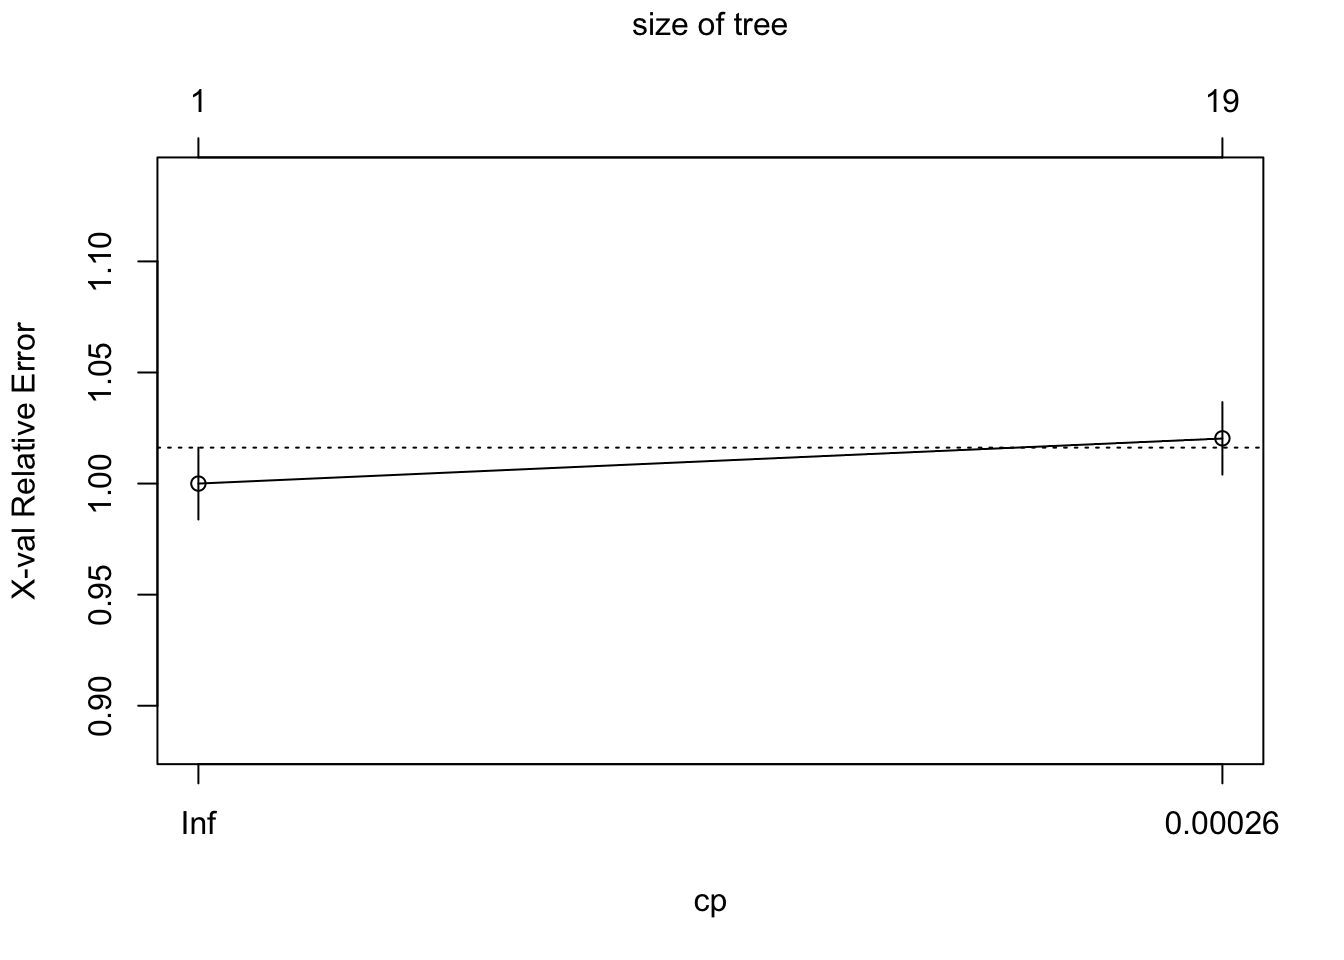 size of tree
1
19
X-val Relative Error
1.10
1.05
1.00
0.95
0.90
Inf
0.00026
cp